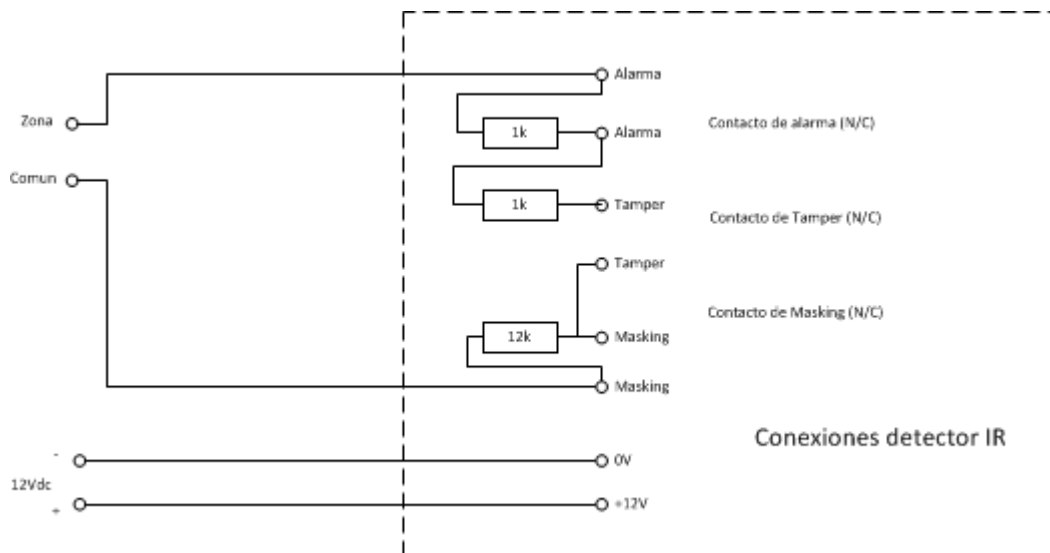 Alarma
Zona
1k
Alarma
Contacto de alarma (N/C)
Comun
1k
Tamper
Contacto de Tamper (N/C)
Tamper
Contacto de Masking (N/C)
12k
Masking
Masking
Conexiones detector IR
-
0V
12Vdc
+
+12V